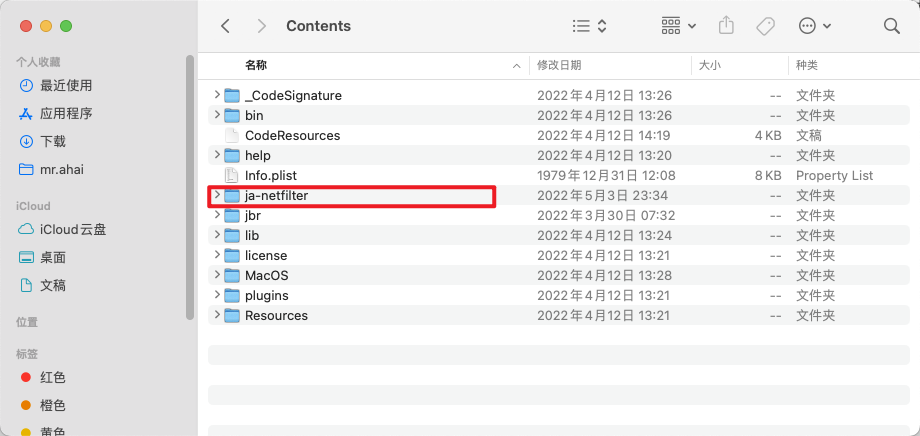 Contents
个人收藏
最近使用
应用程序
下载
mr.ahai
iCloud
iCloud云盘
桌面
文稿
位置
标签
红色
橙色
黄色
名称 修改日期 大小 种类
_CodeSignature 2022年4月12日 13:26 -- 文件夹
bin 2022年4月12日 13:26 -- 文件夹
CodeResources 2022年4月12日 14:19 4 KB 文稿
help 2022年4月12日 13:20 -- 文件夹
Info.plist 1979年12月31日 12:08 8 KB Property List
ja-netfilter 2022年5月3日 23:34 -- 文件夹
jbr 2022年3月30日 07:32 -- 文件夹
lib 2022年4月12日 13:24 -- 文件夹
license 2022年4月12日 13:21 -- 文件夹
MacOS 2022年4月12日 13:28 -- 文件夹
plugins 2022年4月12日 13:21 -- 文件夹
Resources 2022年4月12日 13:21 -- 文件夹